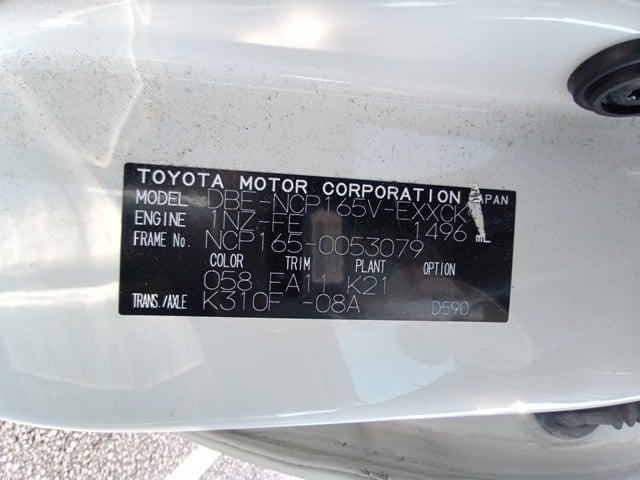 TOYOTA MOTOR CORPORATION JAPAN
MODEL DBE-NCP165V-EXXCK
ENGINE 1NZ-FE 1496 mL
FRAME No. NCP165-0053079
COLOR TRIM PLANT OPTION
058 FA11 K21
TRANS./AXLE K310F -08A D590